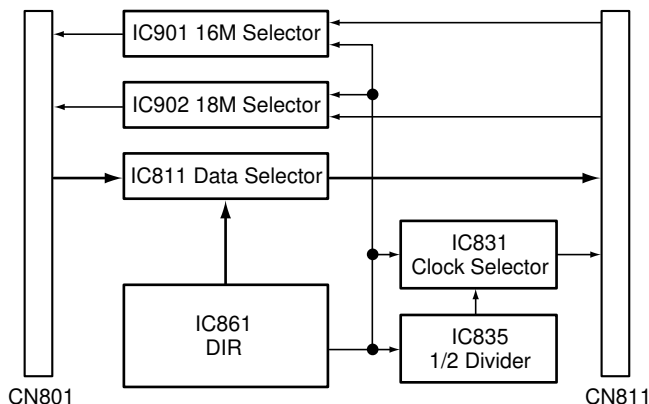 IC901 16M Selector
IC902 18M Selector
IC811 Data Selector
IC831
Clock Selector
IC861
DIR
IC835
1/2 Divider
CN801
CN811